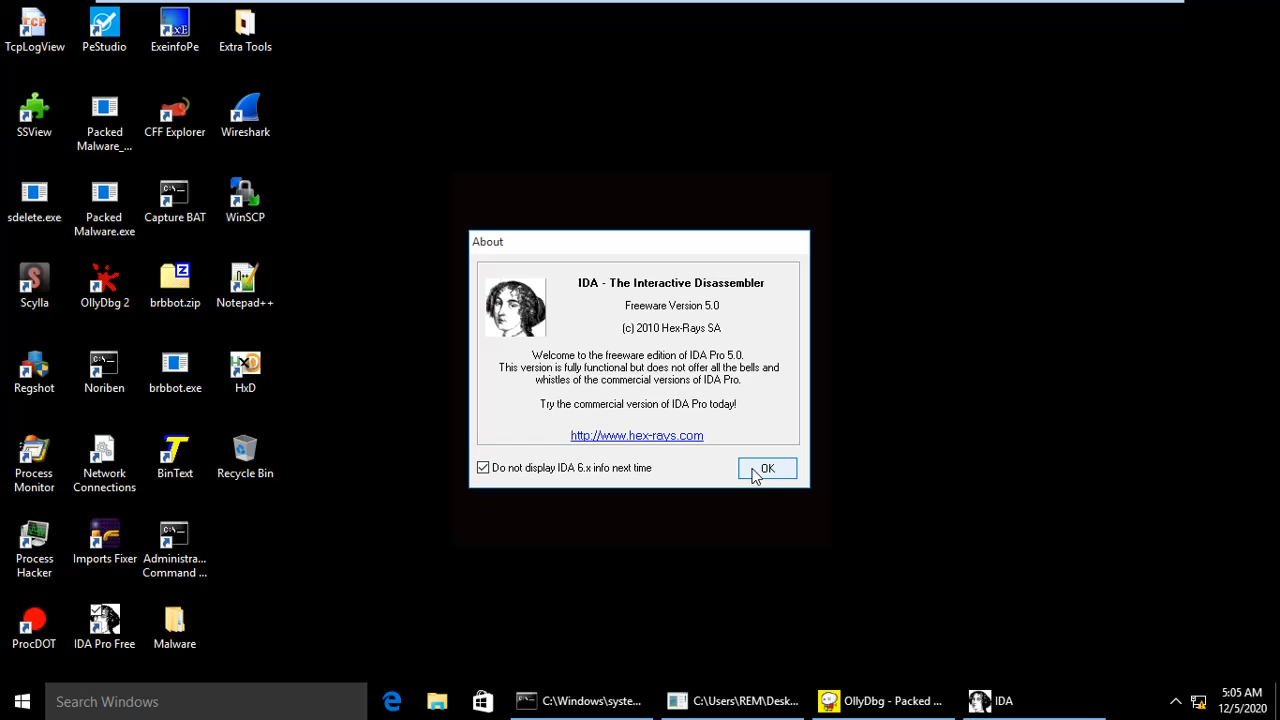 TcpLogView
PeStudio
ExeinfoPe
Extra Tools
SSView
Packed
Malware_...
CFF Explorer
Wireshark
sdelete.exe
Packed
Malware.exe
Capture BAT
WinSCP
Scylla
OllyDbg 2
brbbot.zip
Notepad++
Regshot
Noriben
brbbot.exe
HxD
Process
Monitor
Network
Connections
BinText
Recycle Bin
Process
Hacker
Imports Fixer
Administra...
Command ...
ProcDOT
IDA Pro Free
Malware
About
IDA - The Interactive Disassembler
Freeware Version 5.0
(c) 2010 Hex-Rays SA
Welcome to the freeware edition of IDA Pro 5.0.
This version is fully functional but does not offer all the bells and
whistles of the commercial versions of IDA Pro.
Try the commercial version of IDA Pro today!
http://www.hex-rays.com
Do not display IDA 6.x info next time
OK
Search Windows
C:\Windows\syste...
C:\Users\REM\Desk...
OllyDbg - Packed ...
IDA
5:05 AM
12/5/2020